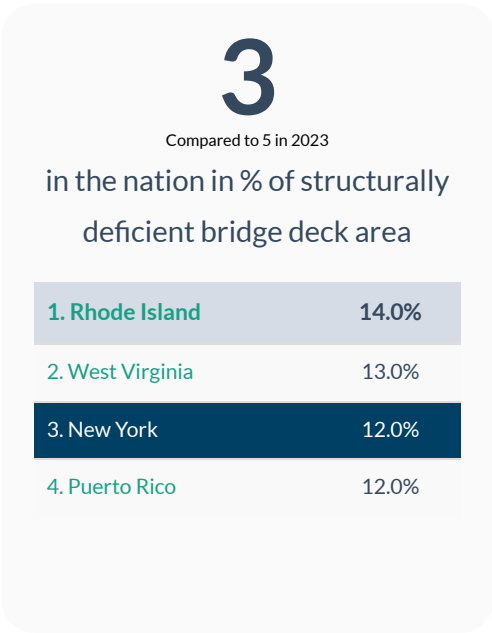 3
Compared to 5 in 2023
in the nation in % of structurally
deficient bridge deck area
1. Rhode Island 14.0%
2. West Virginia 13.0%
3. New York 12.0%
4. Puerto Rico 12.0%